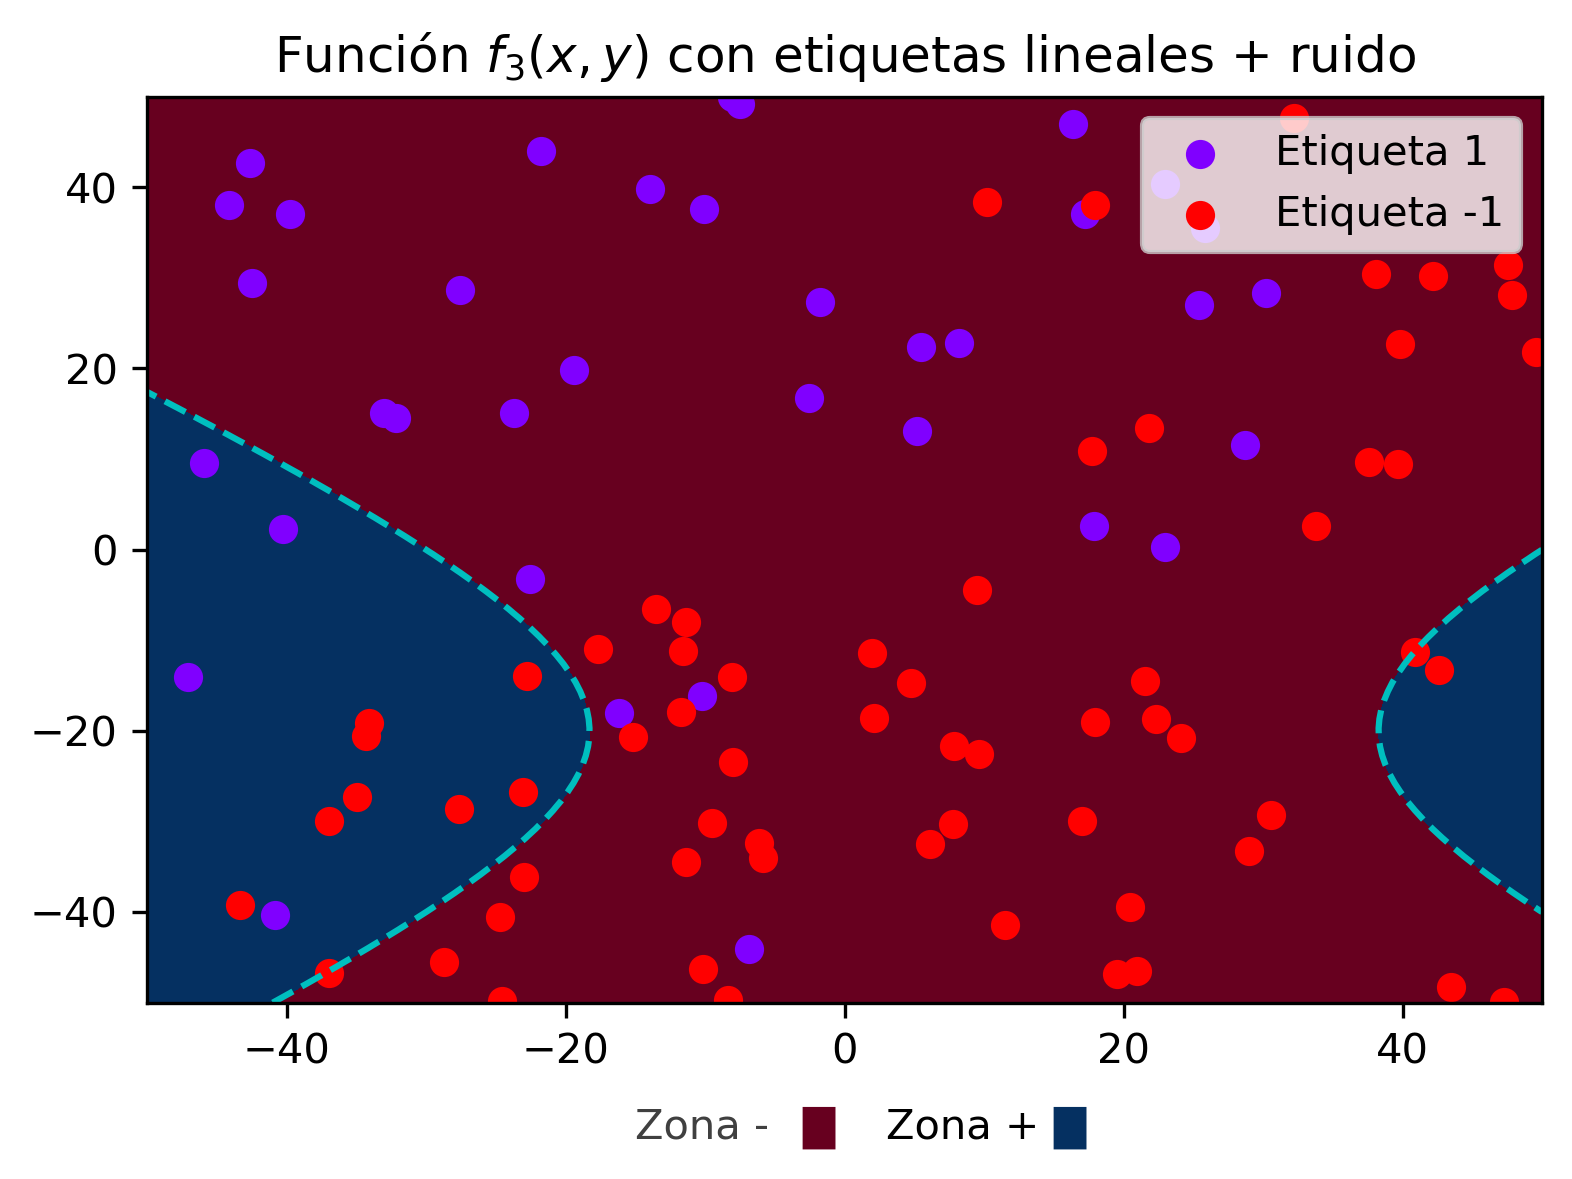 Función f₃(x, y) con etiquetas lineales + ruido
Etiqueta 1
Etiqueta -1
40
20
0
−20
−40
−40 −20 0 20 40
Zona - Zona +